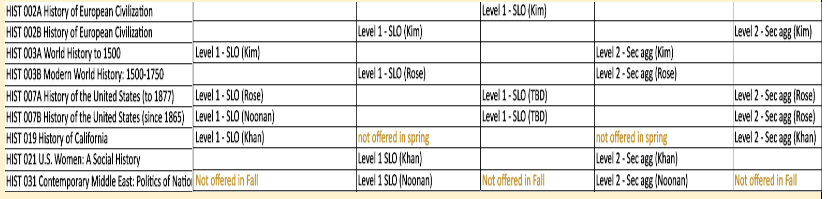 HIST 002A History of European Civilization Level 1 - SLO (Kim)
HIST 002B History of European Civilization Level 1 - SLO (Kim) Level 2 - Sec agg (Kim)
HIST 003A World History to 1500 Level 1 - SLO (Kim) Level 2 - Sec agg (Kim)
HIST 003B Modern World History: 1500-1750 Level 1 - SLO (Rose) Level 2 - Sec agg (Rose)
HIST 007A History of the United States (to 1877) Level 1 - SLO (Rose) Level 1 - SLO (TBD) Level 2 - Sec agg (Rose)
HIST 007B History of the United States (since 1865) Level 1 - SLO (Noonan) Level 1 - SLO (TBD) Level 2 - Sec agg (Rose)
HIST 019 History of California Level 1 - SLO (Khan) not offered in spring not offered in spring Level 2 - Sec agg (Khan)
HIST 021 U.S. Women: A Social History Level 1 SLO (Khan) Level 2 - Sec agg (Khan)
HIST 031 Contemporary Middle East: Politics of Natio Not offered in Fall Level 1 SLO (Noonan) Not offered in Fall Level 2 - Sec agg (Noonan) Not offered in Fall